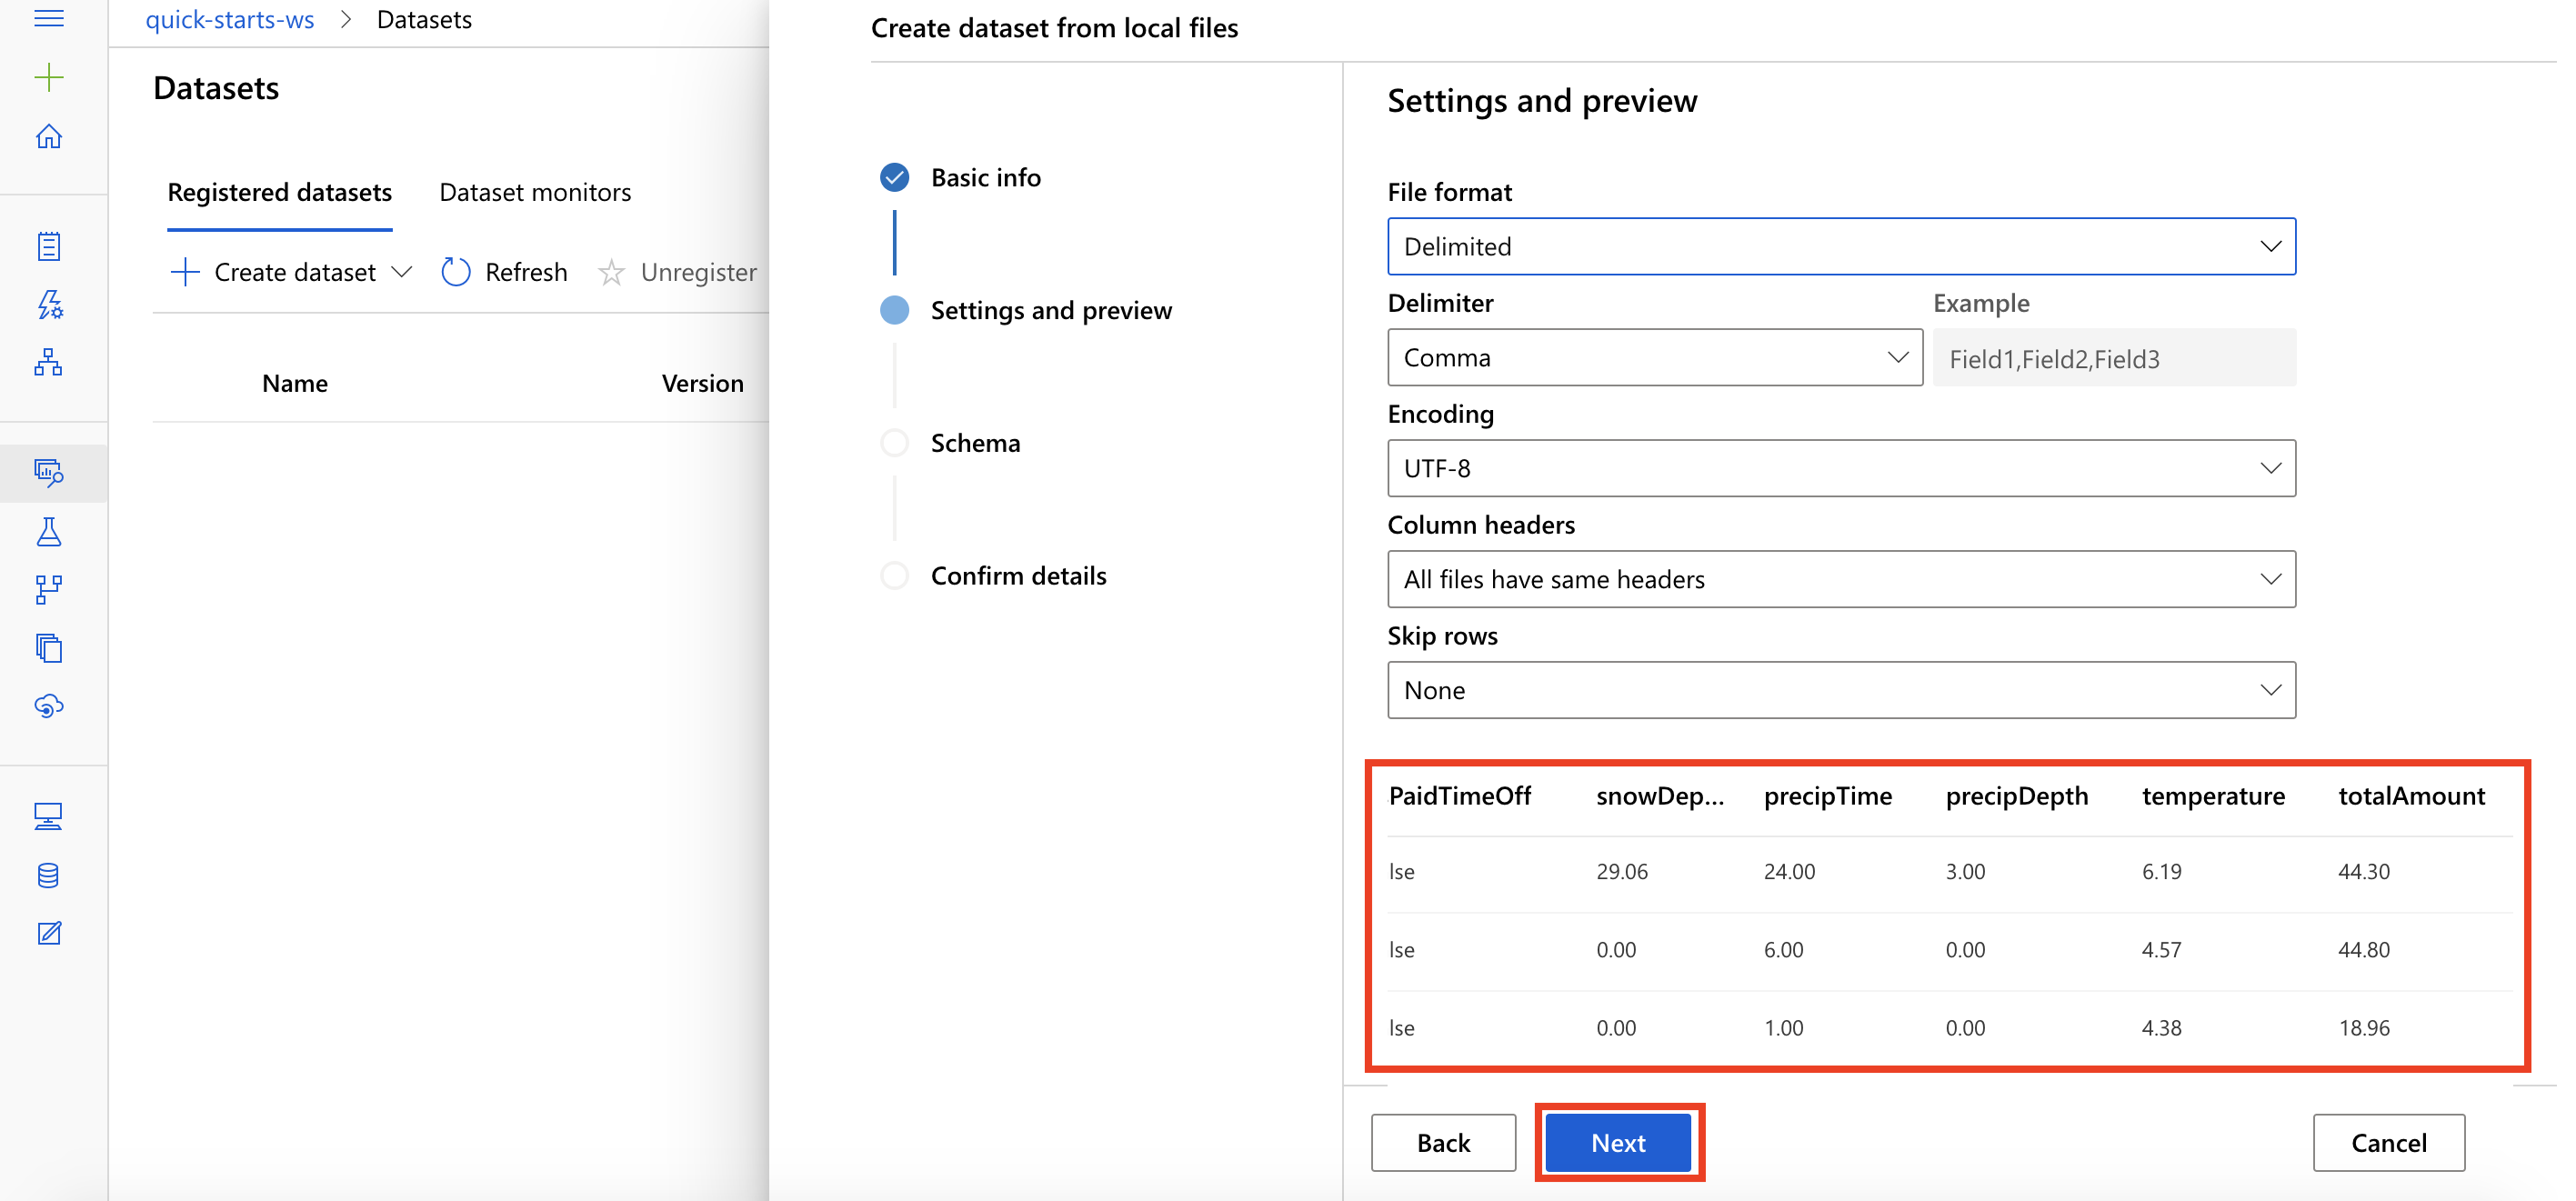 quick-starts-ws > Datasets
Datasets
Registered datasets Dataset monitors
Create dataset Refresh Unregister
Name Version
Create dataset from local files
Basic info
Settings and preview
Schema
Confirm details
Settings and preview
File format
Delimited
Delimiter Example
Comma Field1,Field2,Field3
Encoding
UTF-8
Column headers
All files have same headers
Skip rows
None
PaidTimeOff snowDep... precipTime precipDepth temperature totalAmount
lse 29.06 24.00 3.00 6.19 44.30
lse 0.00 6.00 0.00 4.57 44.80
lse 0.00 1.00 0.00 4.38 18.96
Back Next Cancel